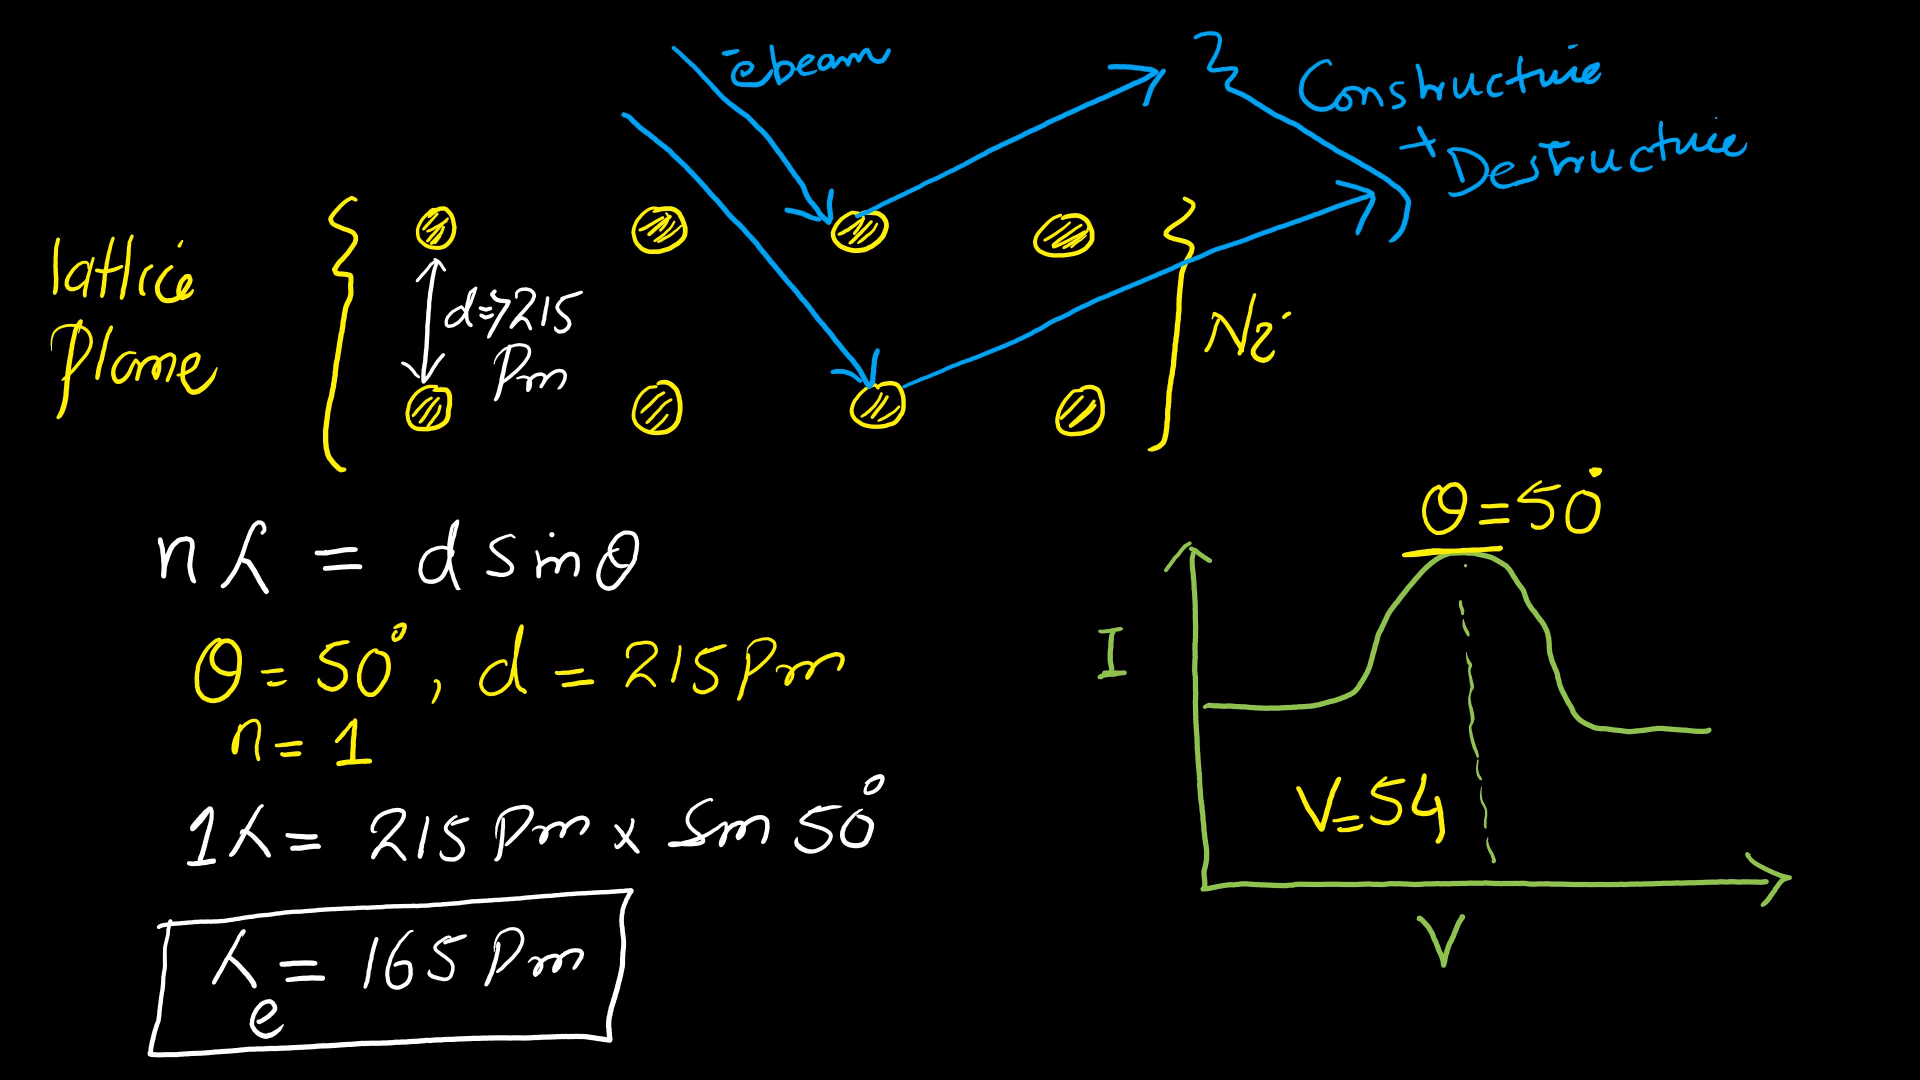 ē beam
Constructive
+ Destructive
lattice
Plane
d⇒215
Pm
Ni
nλ = d sinθ
θ = 50°, d = 215 Pm
n = 1
1λ = 215 Pm x Sin 50°
λe = 165 Pm
θ = 50°
I
V=54
V